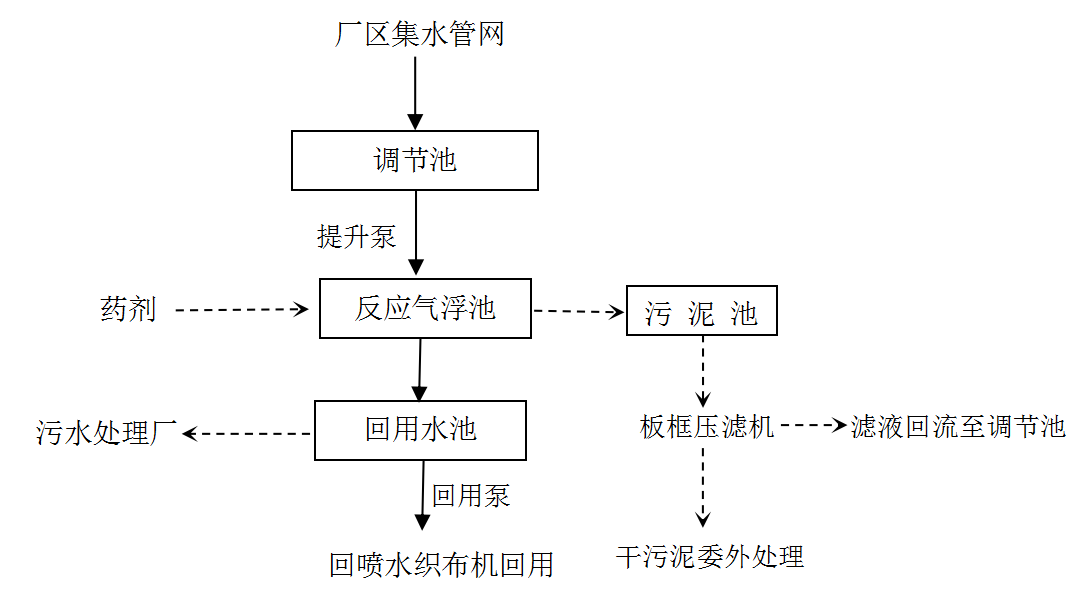 厂区集水管网
调节池
提升泵
药剂
反应气浮池
污 泥 池
污水处理厂
回用水池
板框压滤机
滤液回流至调节池
回用泵
回喷水织布机回用
干污泥委外处理